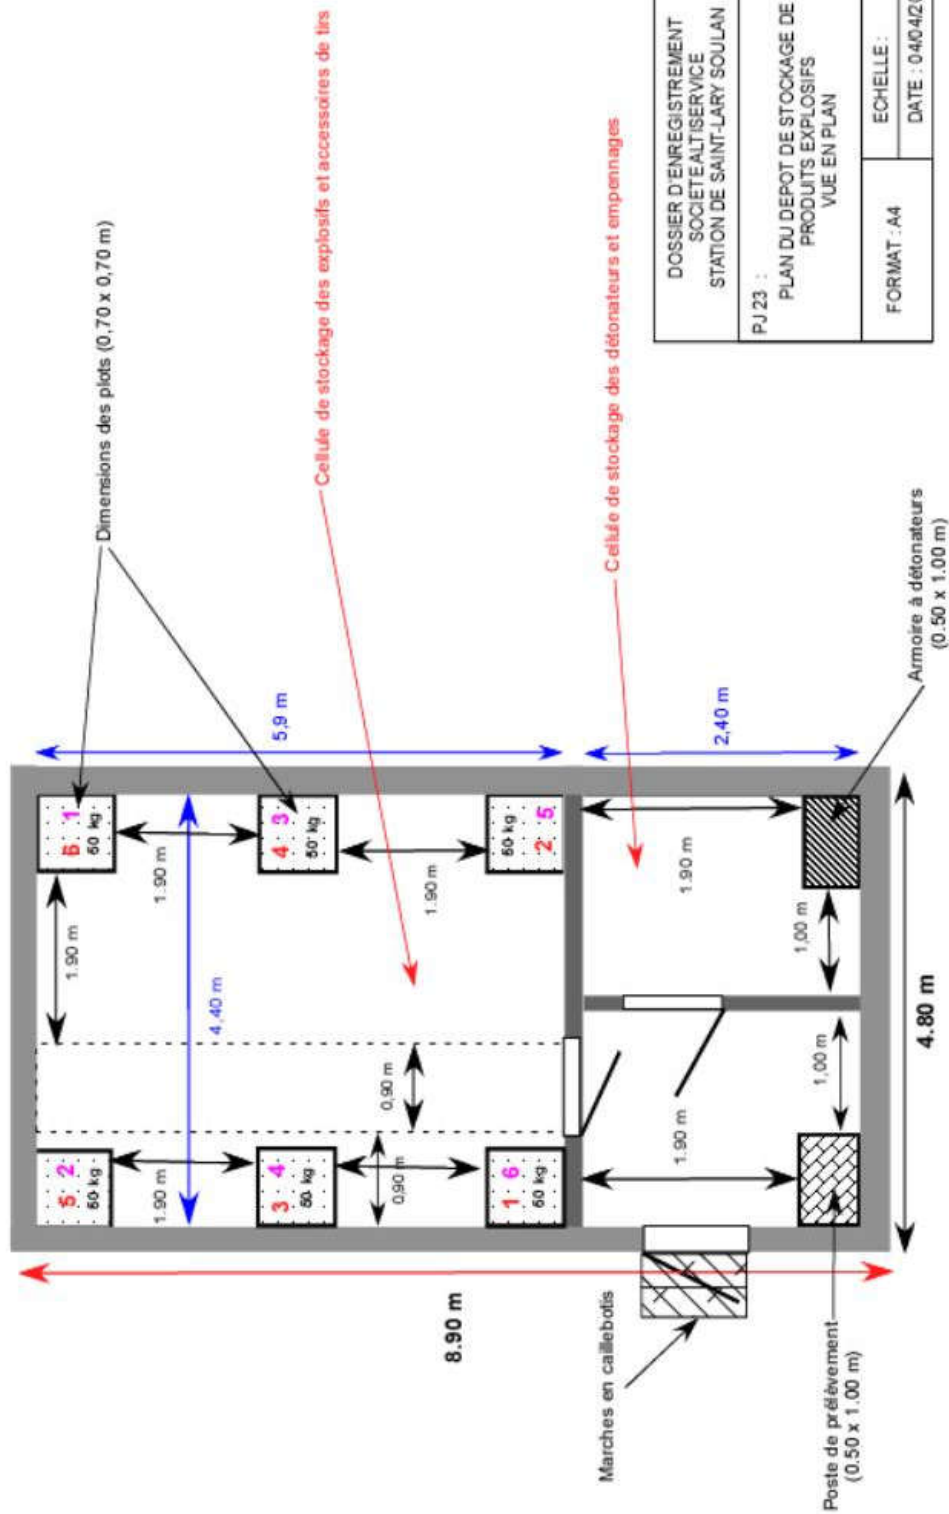 Dimensions des plots (0,70 x 0,70 m)
Cellule de stockage des explosifs et accessoires de tirs
Cellule de stockage des détonateurs et empennages
5,9 m
2,40 m
6 1
50 kg
1.90 m
4 3
50 kg
1.90 m
50 kg
2 5
1.90 m
4,40 m
1.90 m
1,00 m
0,90 m
0,90 m
5 2
50 kg
1.90 m
3 4
50 kg
1 6
50 kg
1.90 m
1,00 m
4.80 m
8.90 m
Marches en caillebotis
Poste de prélèvement
(0.50 x 1.00 m)
Armoire à détonateurs
(0.50 x 1.00 m)
DOSSIER D'ENREGISTREMENT
SOCIETE ALTISERVICE
STATION DE SAINT-LARY SOULAN
PJ 23 :
PLAN DU DEPOT DE STOCKAGE DE
PRODUITS EXPLOSIFS
VUE EN PLAN
FORMAT : A4
ECHELLE :
DATE : 04/04/20